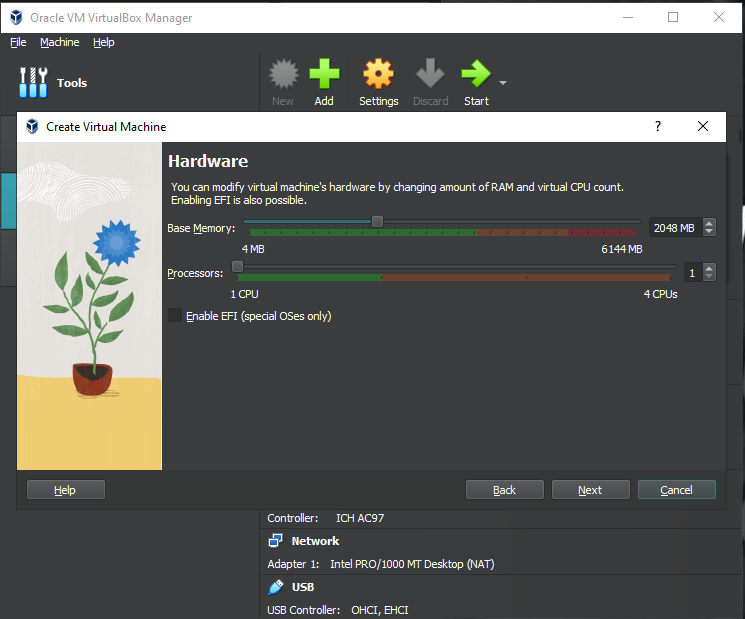 Oracle VM VirtualBox Manager
File Machine Help
Tools
New Add Settings Discard Start
Create Virtual Machine
?
Hardware
You can modify virtual machine's hardware by changing amount of RAM and virtual CPU count.
Enabling EFI is also possible.
Base Memory: 2048 MB
4 MB 6144 MB
Processors: 1
1 CPU 4 CPUs
Enable EFI (special OSes only)
Help Back Next Cancel
Controller: ICH AC97
Network
Adapter 1: Intel PRO/1000 MT Desktop (NAT)
USB
USB Controller: OHCI, EHCI